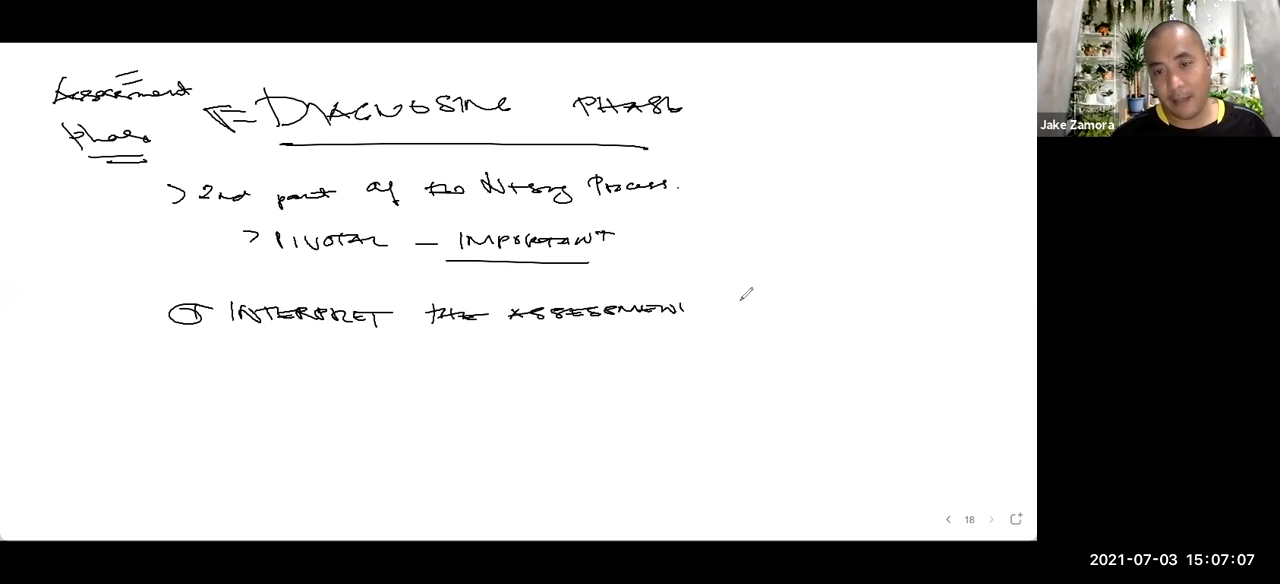 Assessment
Phase
DIAGNOSING PHASE
> 2nd part of the Nursing Process.
> PIVOTAL - IMPORTANT
INTERPRET THE ASSESSMENT
Jake Zamora
18
2021-07-03 15:07:07